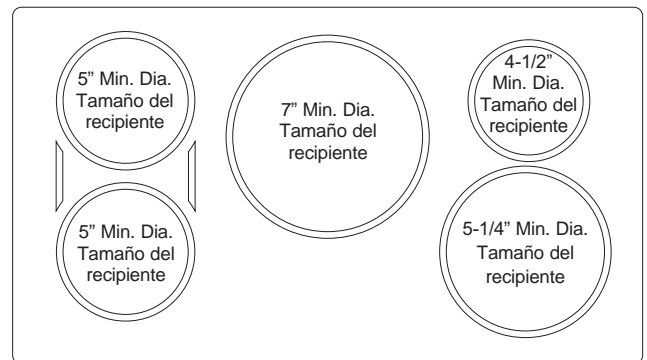 5” Min. Dia.
Tamaño del
recipiente
5” Min. Dia.
Tamaño del
recipiente
7” Min. Dia.
Tamaño del
recipiente
4-1/2”
Min. Dia.
Tamaño del
recipiente
5-1/4” Min. Dia.
Tamaño del
recipiente